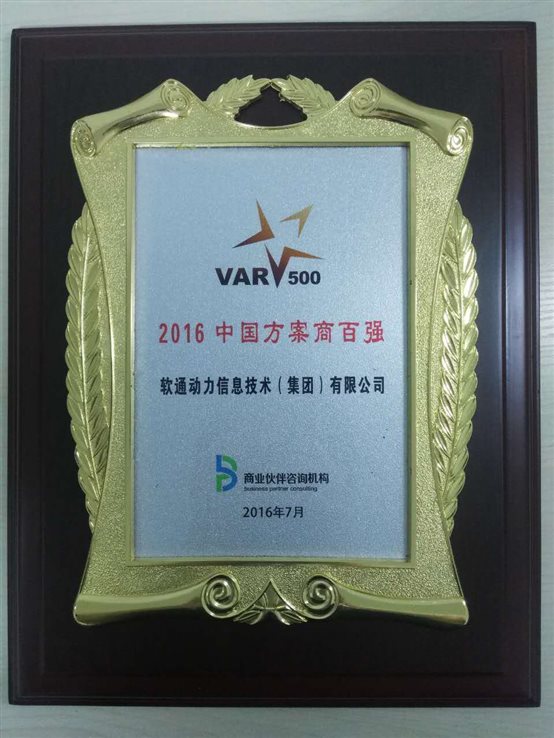 VAR 500
2016 中国方案商百强
软通动力信息技术（集团）有限公司
商业伙伴咨询机构
business partner consulting
2016年7月